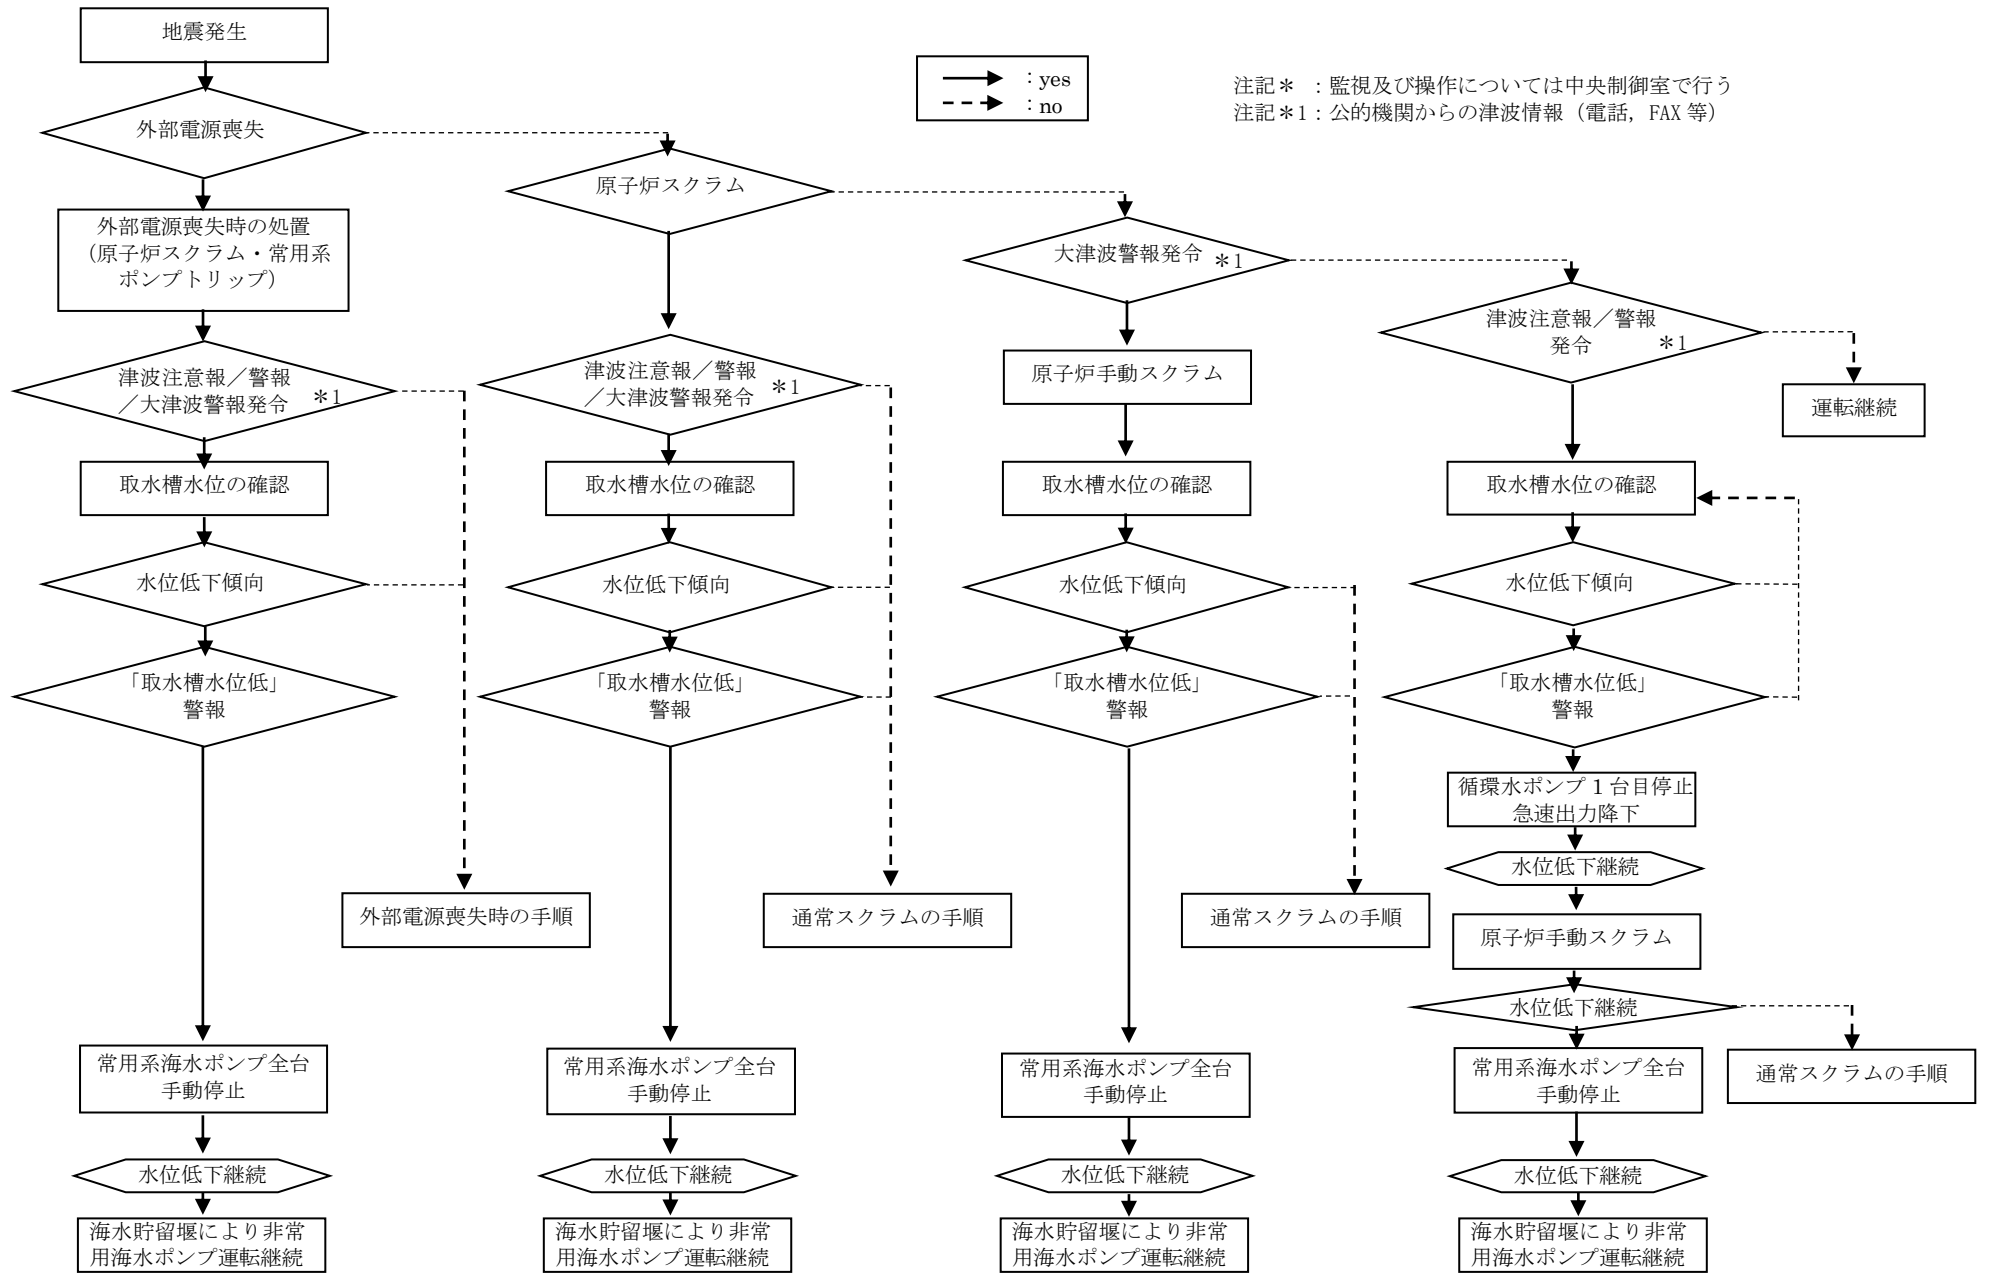 地震発生
：yes
：no
注記＊　：監視及び操作については中央制御室で行う
注記＊1：公的機関からの津波情報（電話，FAX 等）
外部電源喪失
外部電源喪失時の処置
（原子炉スクラム・常用系
ポンプトリップ）
津波注意報／警報
／大津波警報発令 ＊1
取水槽水位の確認
水位低下傾向
「取水槽水位低」
警報
外部電源喪失時の手順
常用系海水ポンプ全台
手動停止
水位低下継続
海水貯留堰により非常
用海水ポンプ運転継続
原子炉スクラム
津波注意報／警報
／大津波警報発令 ＊1
取水槽水位の確認
水位低下傾向
「取水槽水位低」
警報
通常スクラムの手順
常用系海水ポンプ全台
手動停止
水位低下継続
海水貯留堰により非常
用海水ポンプ運転継続
大津波警報発令 ＊1
原子炉手動スクラム
取水槽水位の確認
水位低下傾向
「取水槽水位低」
警報
通常スクラムの手順
常用系海水ポンプ全台
手動停止
水位低下継続
海水貯留堰により非常
用海水ポンプ運転継続
津波注意報／警報
発令 ＊1
運転継続
取水槽水位の確認
水位低下傾向
「取水槽水位低」
警報
循環水ポンプ 1 台目停止
急速出力降下
水位低下継続
原子炉手動スクラム
水位低下継続
通常スクラムの手順
常用系海水ポンプ全台
手動停止
水位低下継続
海水貯留堰により非常
用海水ポンプ運転継続